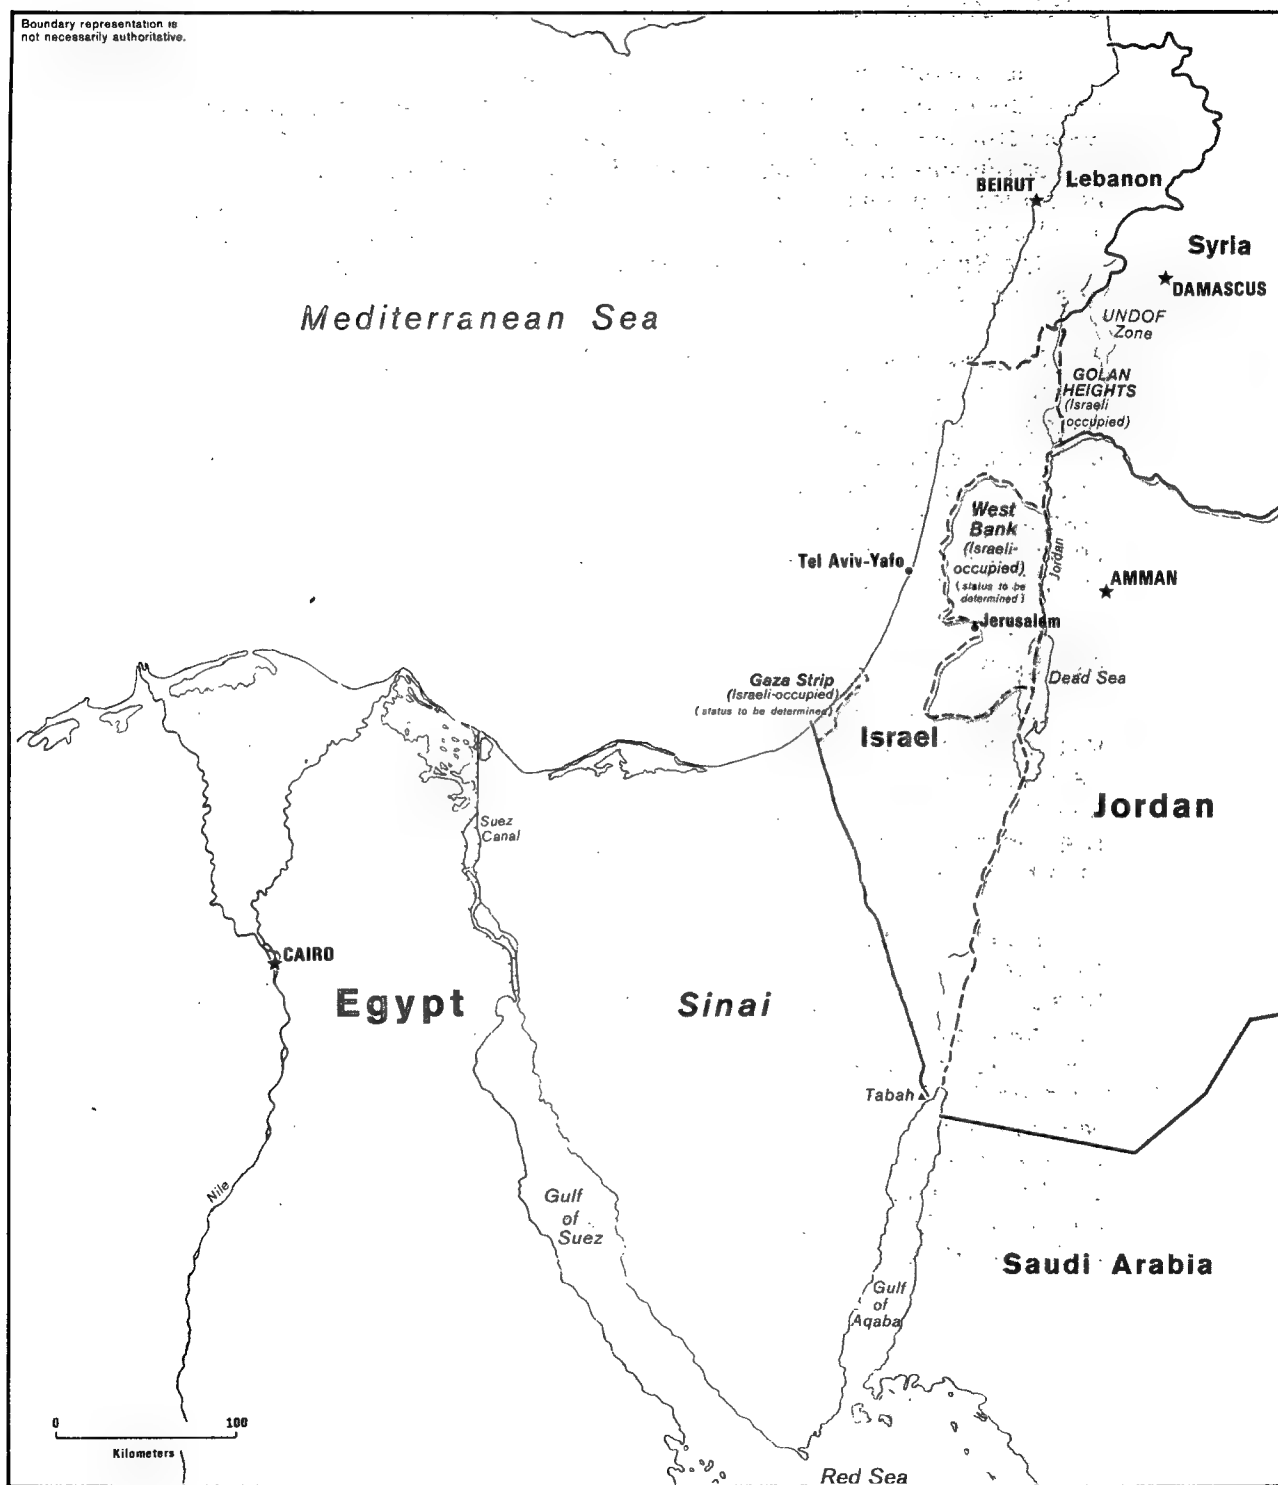 Boundary representation is
not necessarily authoritative.
BEIRUT
Lebanon
Syria
DAMASCUS
UNDOF
Zone
Mediterranean Sea
GOLAN
HEIGHTS
(Israeli
occupied)
West
Bank
(Israeli-
occupied)
(status to be
determined)
Jordan
Tel Aviv-Yafo
AMMAN
Jerusalem
Gaza Strip
(Israeli-occupied)
(status to be determined)
Dead Sea
Israel
Jordan
Suez
Canal
CAIRO
Egypt
Sinai
Tabah
Nile
Gulf
of
Suez
Saudi Arabia
Gulf
of
Aqaba
0 100
Kilometers
Red Sea